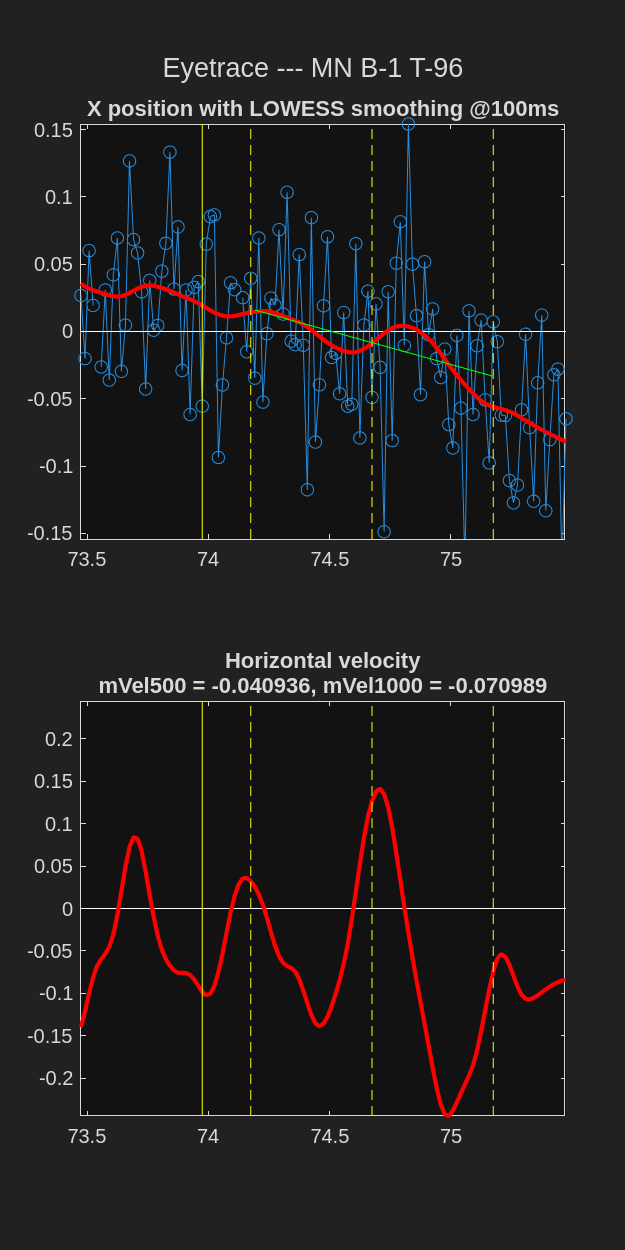 Eyetrace --- MN B-1 T-96
X position with LOWESS smoothing @100ms
0.15
0.1
0.05
0
-0.05
-0.1
-0.15
73.5 74 74.5 75
Horizontal velocity
mVel500 = -0.040936, mVel1000 = -0.070989
0.2
0.15
0.1
0.05
0
-0.05
-0.1
-0.15
-0.2
73.5 74 74.5 75